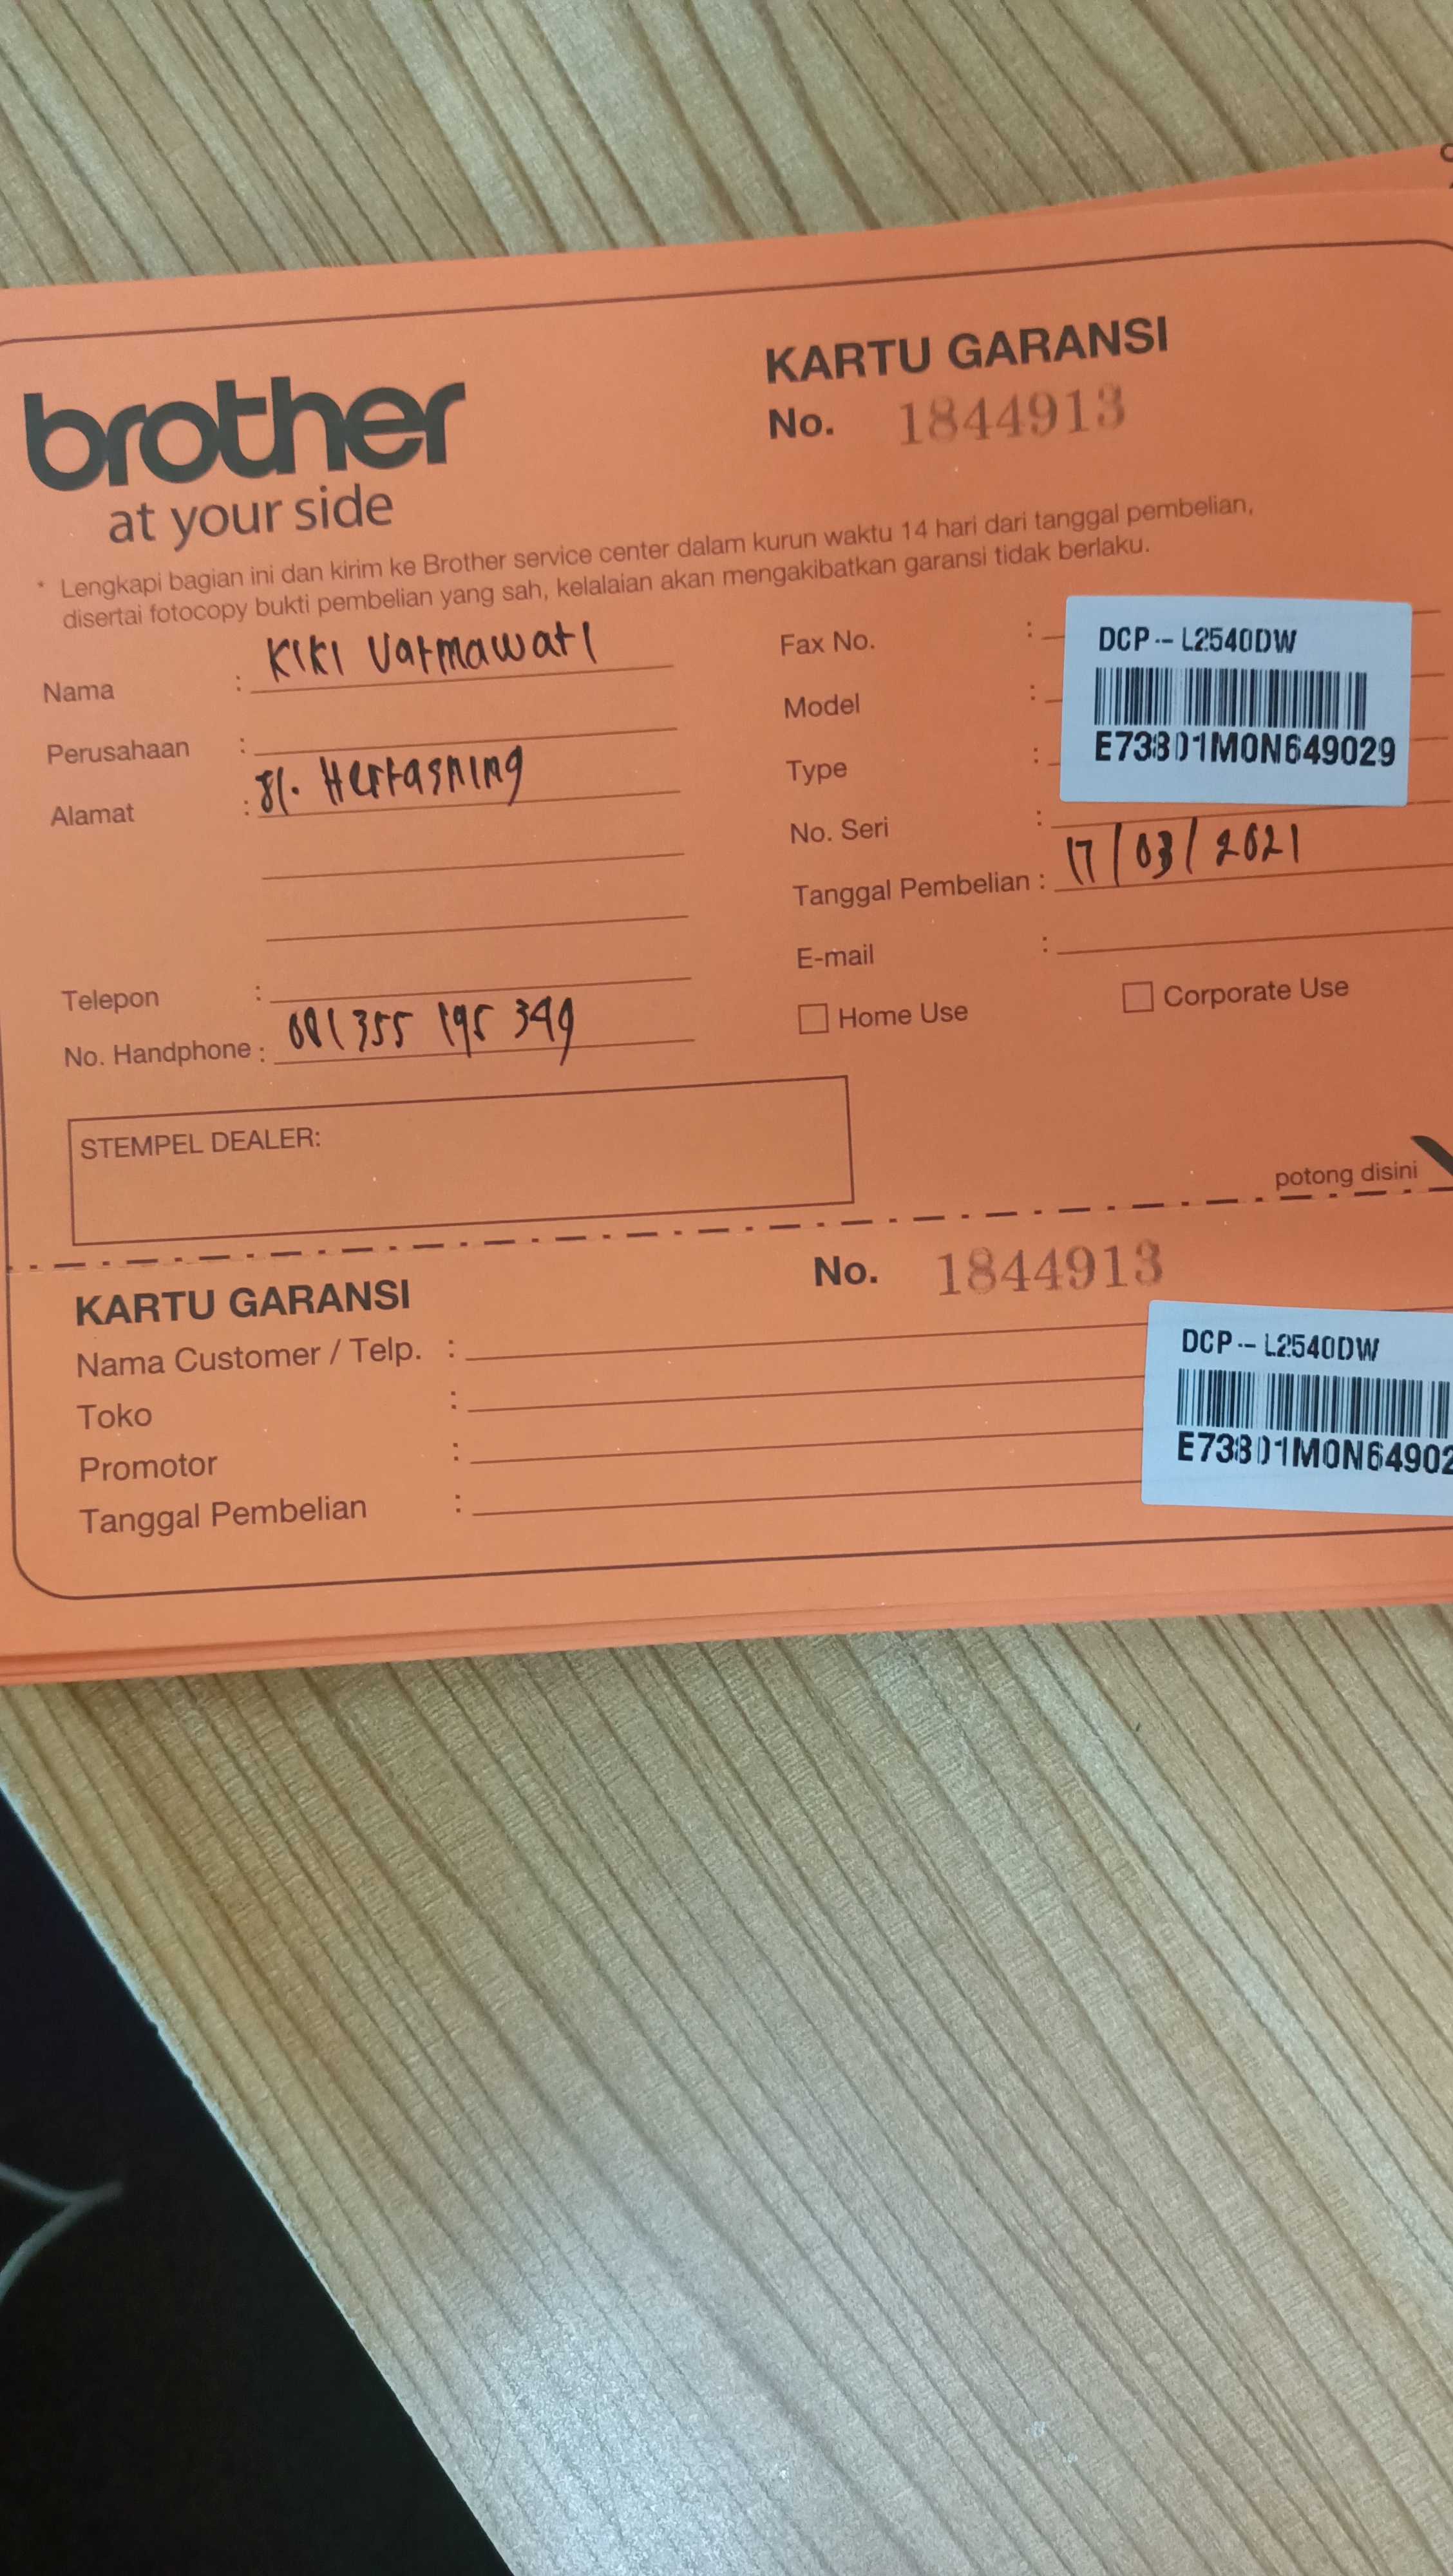 brother
at your side
KARTU GARANSI
No. 1844913
* Lengkapi bagian ini dan kirim ke Brother service center dalam kurun waktu 14 hari dari tanggal pembelian,
disertai fotocopy bukti pembelian yang sah, kelalaian akan mengakibatkan garansi tidak berlaku.
Nama : Kiki Varmawati
Perusahaan :
Alamat : Jl. Hertasning
Telepon :
No. Handphone : 081355 195 349
Fax No. :
Model :
Type :
No. Seri :
DCP-L2540DW
E73801M0N649029
Tanggal Pembelian : 17/03/2021
E-mail :
Home Use
Corporate Use
STEMPEL DEALER:
potong disini
KARTU GARANSI
No. 1844913
Nama Customer / Telp. :
Toko :
Promotor :
Tanggal Pembelian :
DCP-L2540DW
E73801M0N64902